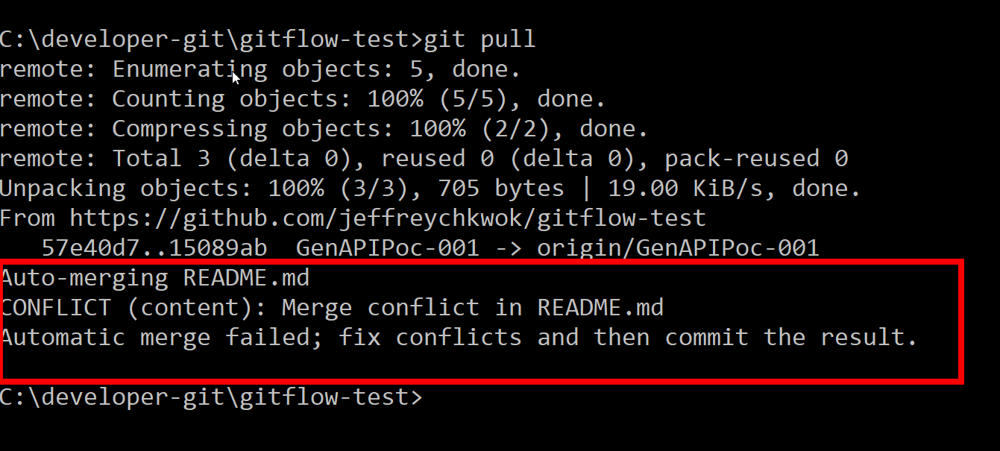 C:\developer-git\gitflow-test>git pull
remote: Enumerating objects: 5, done.
remote: Counting objects: 100% (5/5), done.
remote: Compressing objects: 100% (2/2), done.
remote: Total 3 (delta 0), reused 0 (delta 0), pack-reused 0
Unpacking objects: 100% (3/3), 705 bytes | 19.00 KiB/s, done.
From https://github.com/jeffreychkwok/gitflow-test
   57e40d7..15089ab  GenAPIPoc-001 -> origin/GenAPIPoc-001
Auto-merging README.md
CONFLICT (content): Merge conflict in README.md
Automatic merge failed; fix conflicts and then commit the result.
C:\developer-git\gitflow-test>